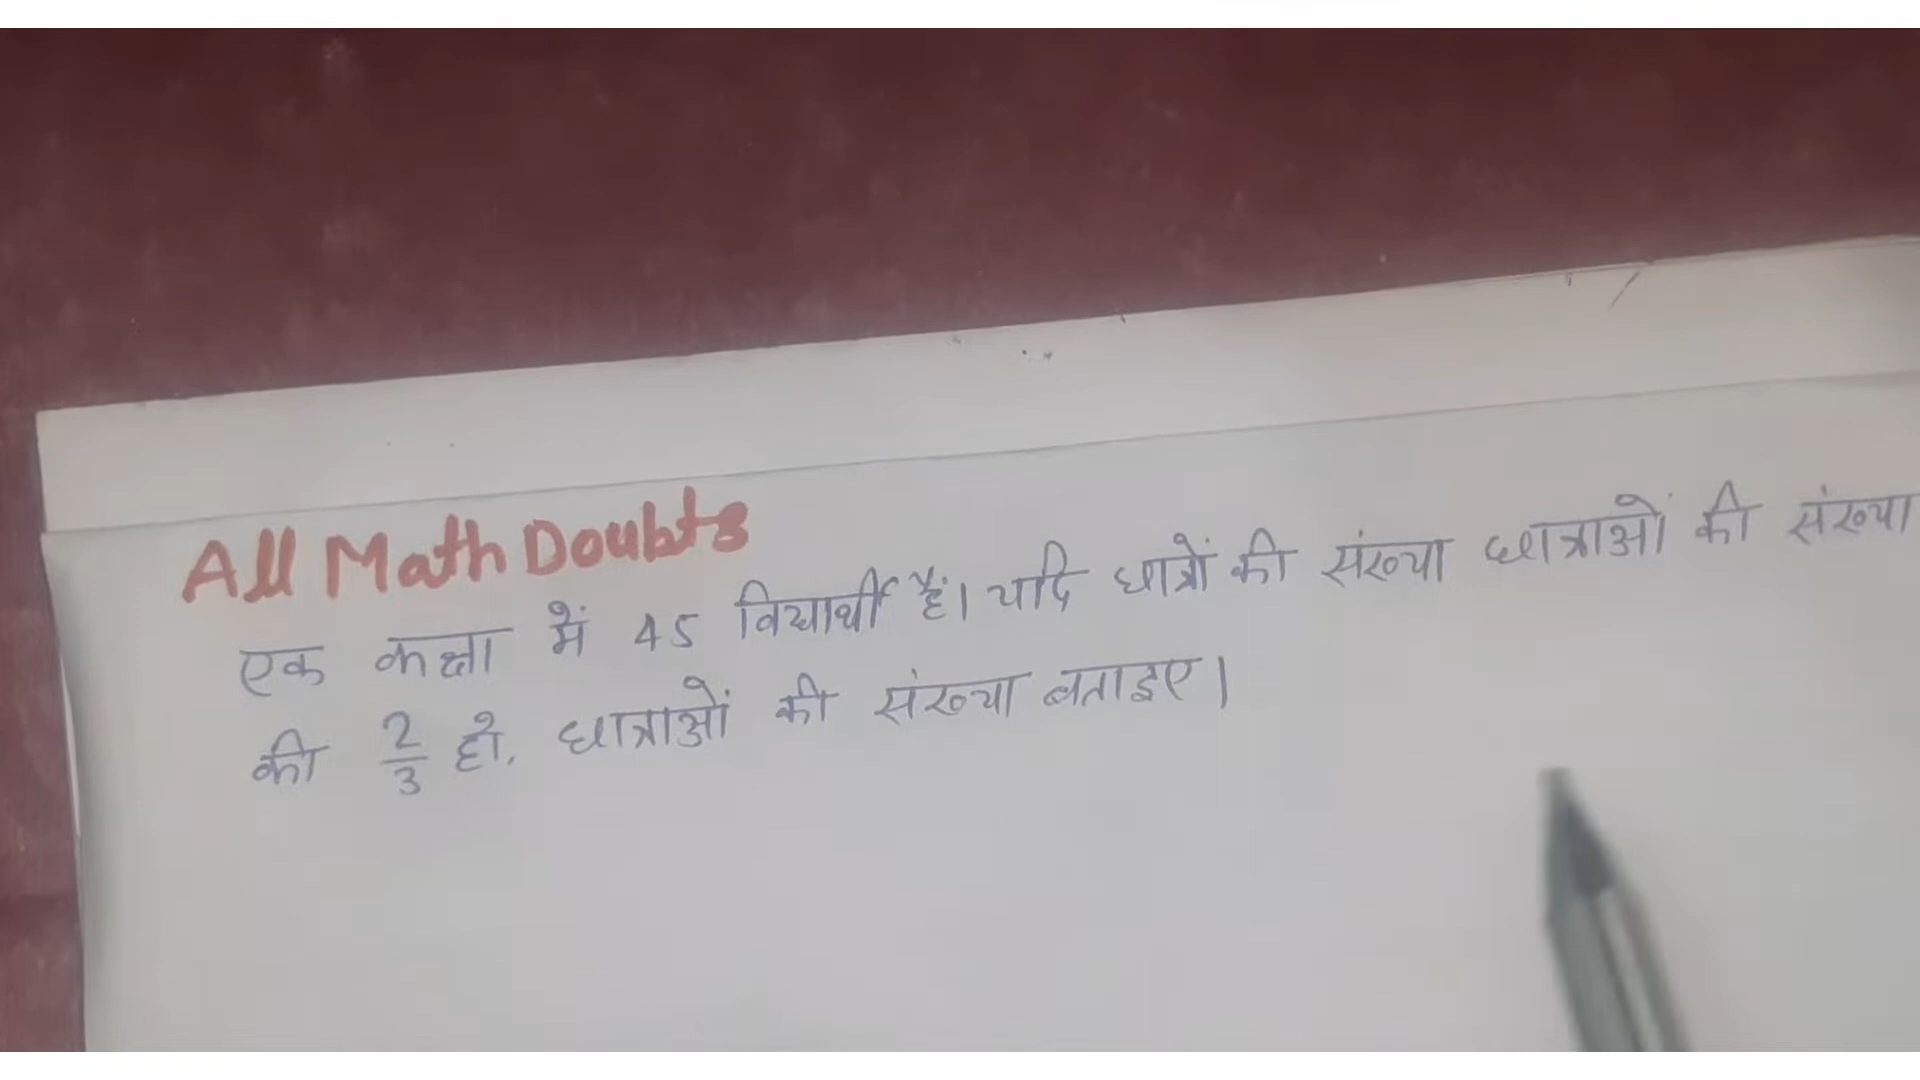 All Math Doubts
एक कक्षा में 45 विद्यार्थी हैं। यदि छात्रों की संख्या छात्राओं की संख्या
की 2/3 हो, छात्राओं की संख्या बताइए।